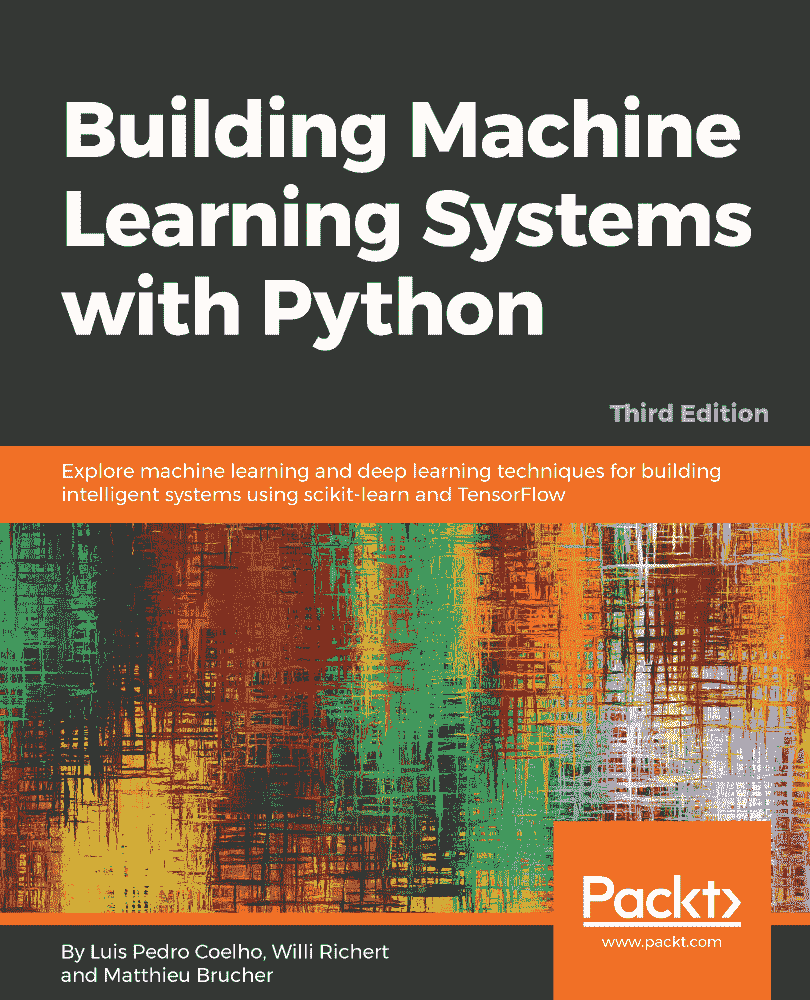 Building Machine
Learning Systems
with Python
Third Edition
Explore machine learning and deep learning techniques for building
intelligent systems using scikit-learn and TensorFlow
Packt>
www.packt.com
By Luis Pedro Coelho, Willi Richert
and Matthieu Brucher